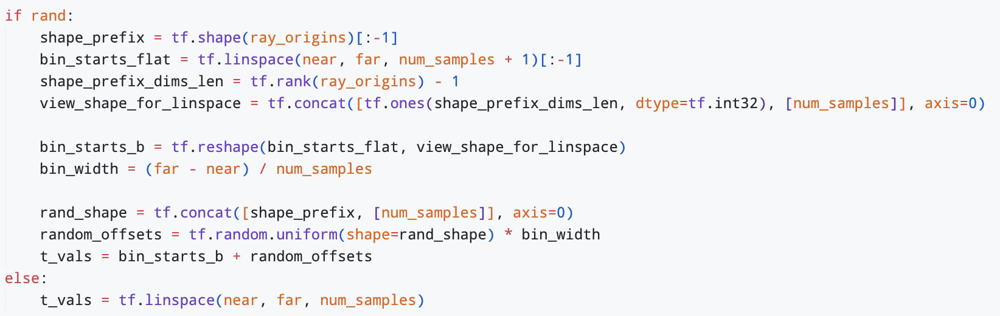 if rand:
    shape_prefix = tf.shape(ray_origins)[:-1]
    bin_starts_flat = tf.linspace(near, far, num_samples + 1)[:-1]
    shape_prefix_dims_len = tf.rank(ray_origins) - 1
    view_shape_for_linspace = tf.concat([tf.ones(shape_prefix_dims_len, dtype=tf.int32), [num_samples]], axis=0)

    bin_starts_b = tf.reshape(bin_starts_flat, view_shape_for_linspace)
    bin_width = (far - near) / num_samples

    rand_shape = tf.concat([shape_prefix, [num_samples]], axis=0)
    random_offsets = tf.random.uniform(shape=rand_shape) * bin_width
    t_vals = bin_starts_b + random_offsets
else:
    t_vals = tf.linspace(near, far, num_samples)